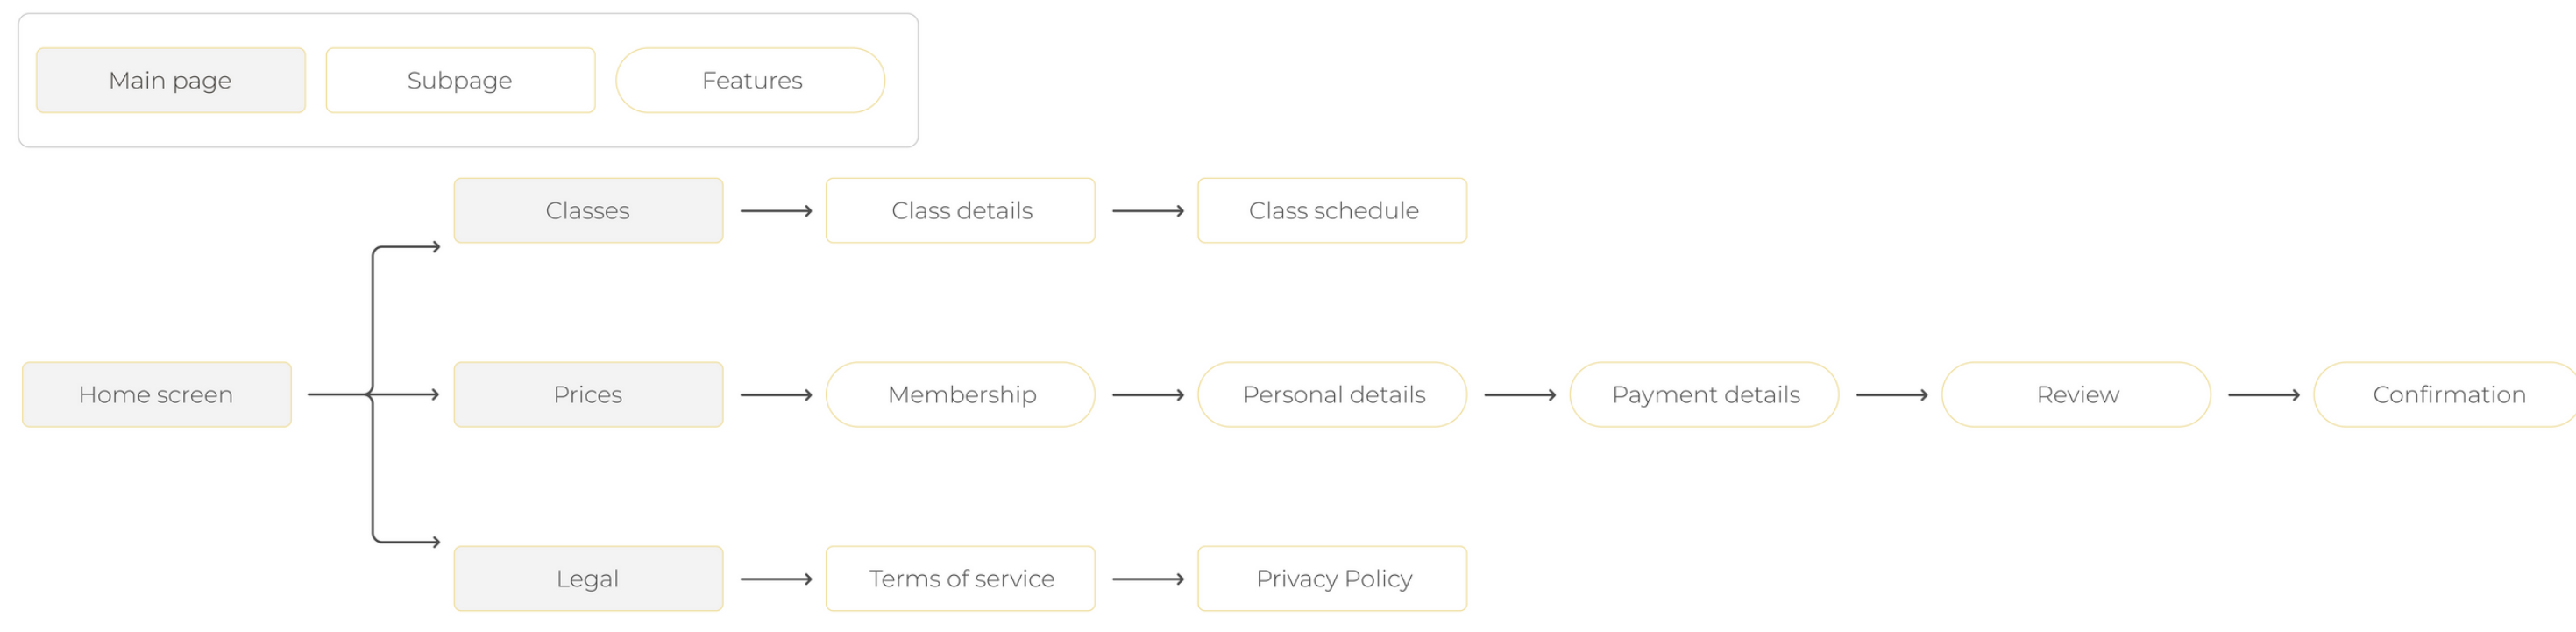 Main page
Subpage
Features
Classes
Class details
Class schedule
Home screen
Prices
Membership
Personal details
Payment details
Review
Confirmation
Legal
Terms of service
Privacy Policy